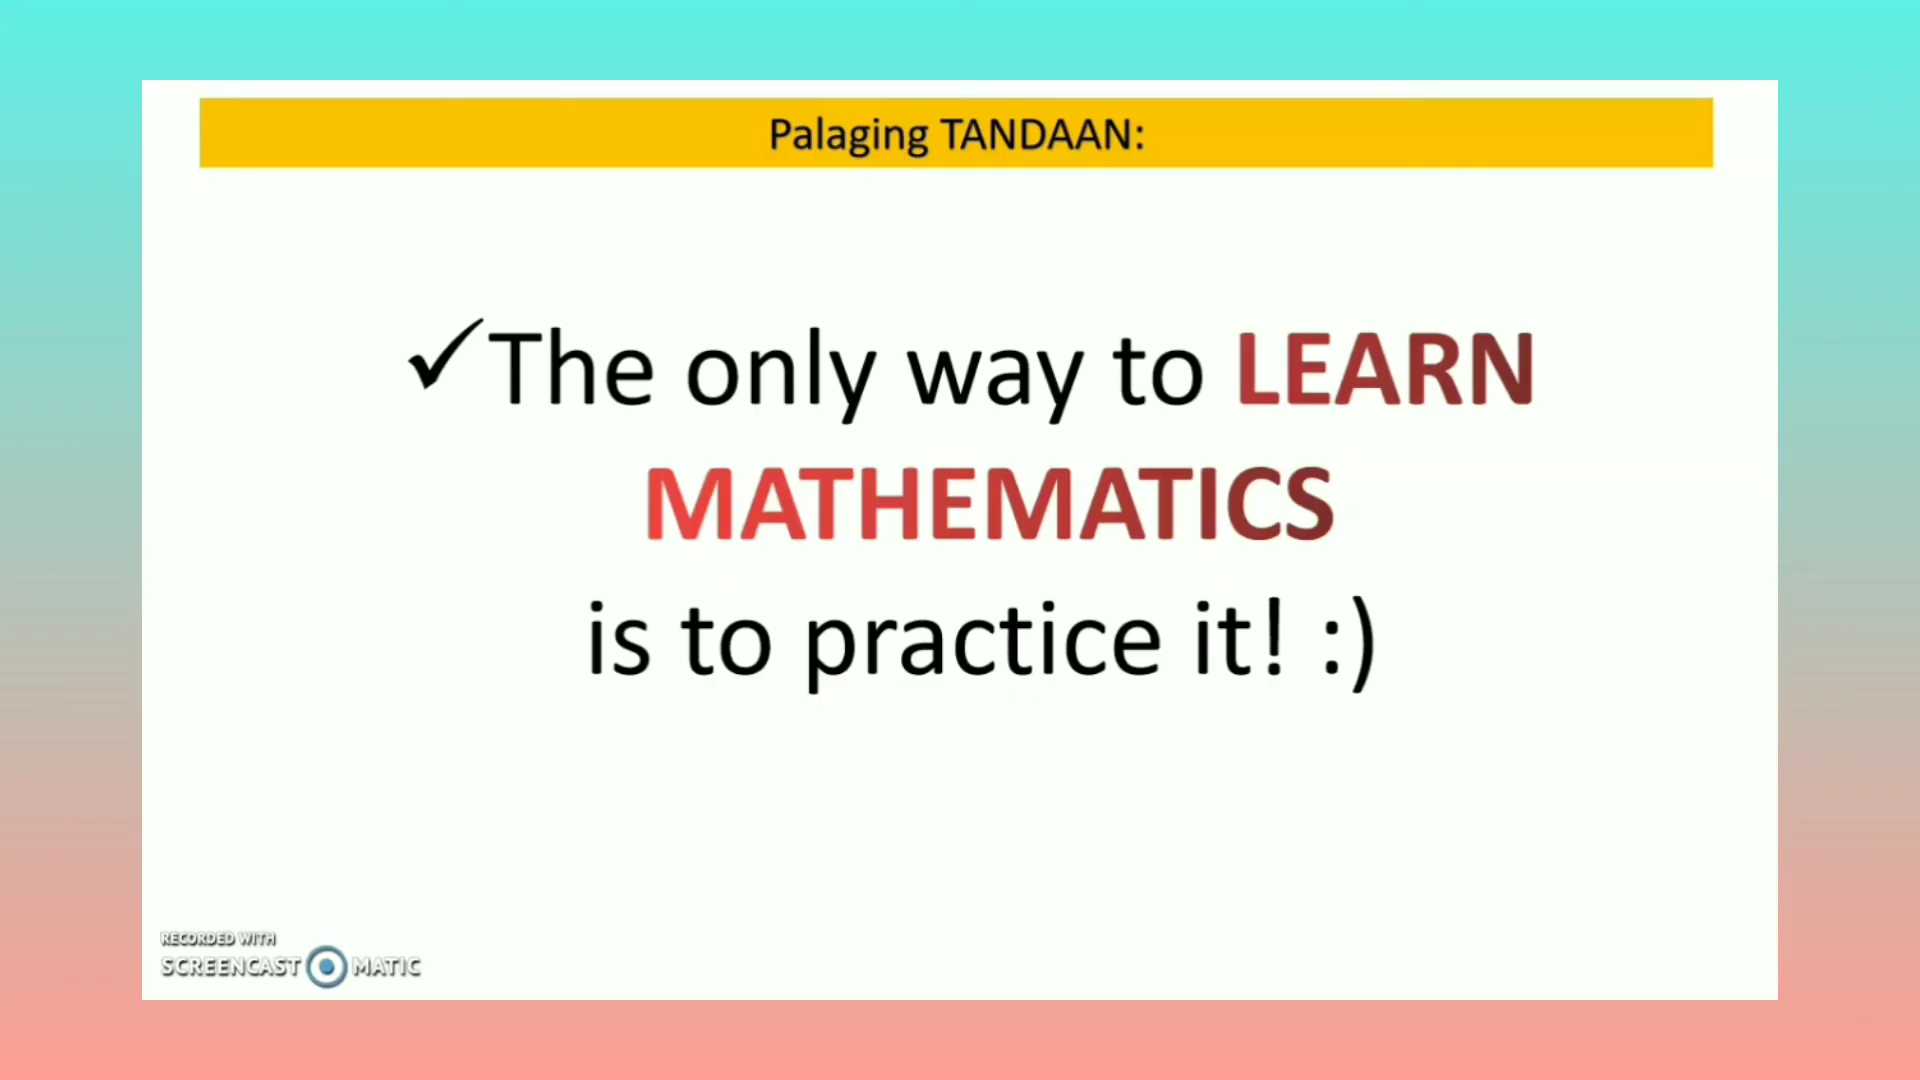 Palaging TANDAAN:
✓The only way to LEARN
MATHEMATICS
is to practice it! :)
RECORDED WITH
SCREENCAST MATIC